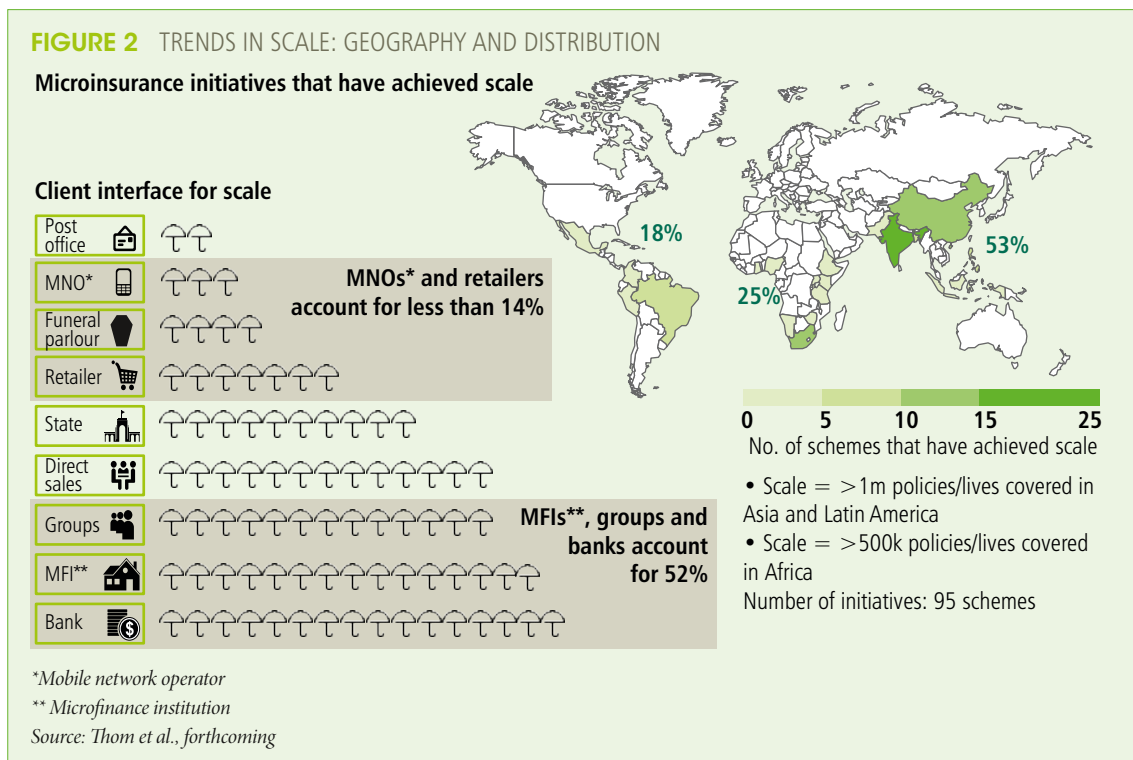 FIGURE 2 TRENDS IN SCALE: GEOGRAPHY AND DISTRIBUTION
Microinsurance initiatives that have achieved scale
Client interface for scale
Post
office
MNO*
Funeral
parlour
Retailer
MNOs* and retailers
account for less than 14%
State
Direct
sales
Groups
MFI**
Bank
MFIs**, groups and
banks account
for 52%
18%
25%
53%
0 5 10 15 25
No. of schemes that have achieved scale
• Scale = >1m policies/lives covered in
Asia and Latin America
• Scale = >500k policies/lives covered
in Africa
Number of initiatives: 95 schemes
*Mobile network operator
** Microfinance institution
Source: Thom et al., forthcoming